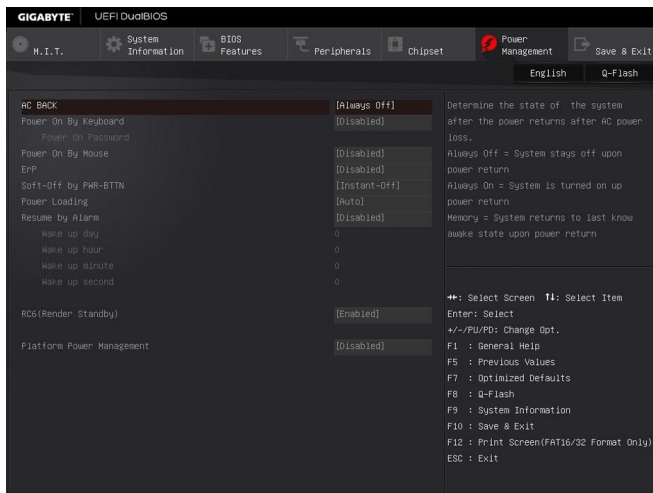 GIGABYTE™ UEFI DualBIOS
M.I.T.
System Information
BIOS Features
Peripherals
Chipset
Power Management
Save & Exit
English
Q-Flash
AC BACK [Always Off]
Power On By Keyboard [Disabled]
Power On Password
Power On By Mouse [Disabled]
ErP [Disabled]
Soft-Off by PWR-BTTN [Instant-Off]
Power Loading [Auto]
Resume by Alarm [Disabled]
Wake up day 0
Wake up hour 0
Wake up minute 0
Wake up second 0
RC6(Render Standby) [Enabled]
Platform Power Management [Disabled]
Determine the state of the system
after the power returns after AC power
loss.
Always Off = System stays off upon
power return
Always On = System is turned on up
power return
Memory = System returns to last know
awake state upon power return
→←: Select Screen ↑↓: Select Item
Enter: Select
+/-/PU/PD: Change Opt.
F1 : General Help
F5 : Previous Values
F7 : Optimized Defaults
F8 : Q-Flash
F9 : System Information
F10 : Save & Exit
F12 : Print Screen(FAT16/32 Format Only)
ESC : Exit